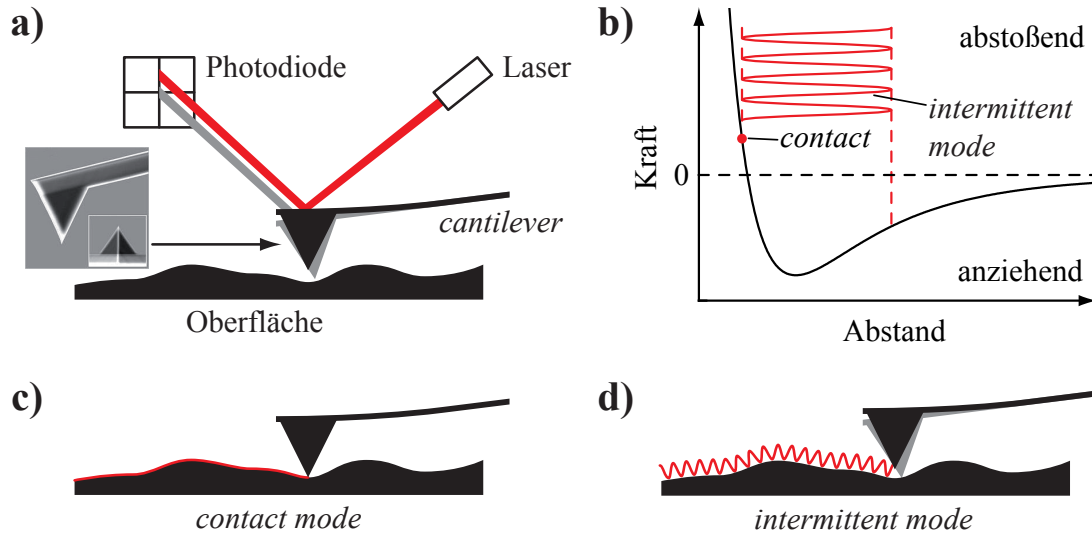 a)
Photodiode
Laser
cantilever
Oberfläche
b)
abstoßend
intermittent
mode
contact
Kraft
0
anziehend
Abstand
c)
contact mode
d)
intermittent mode